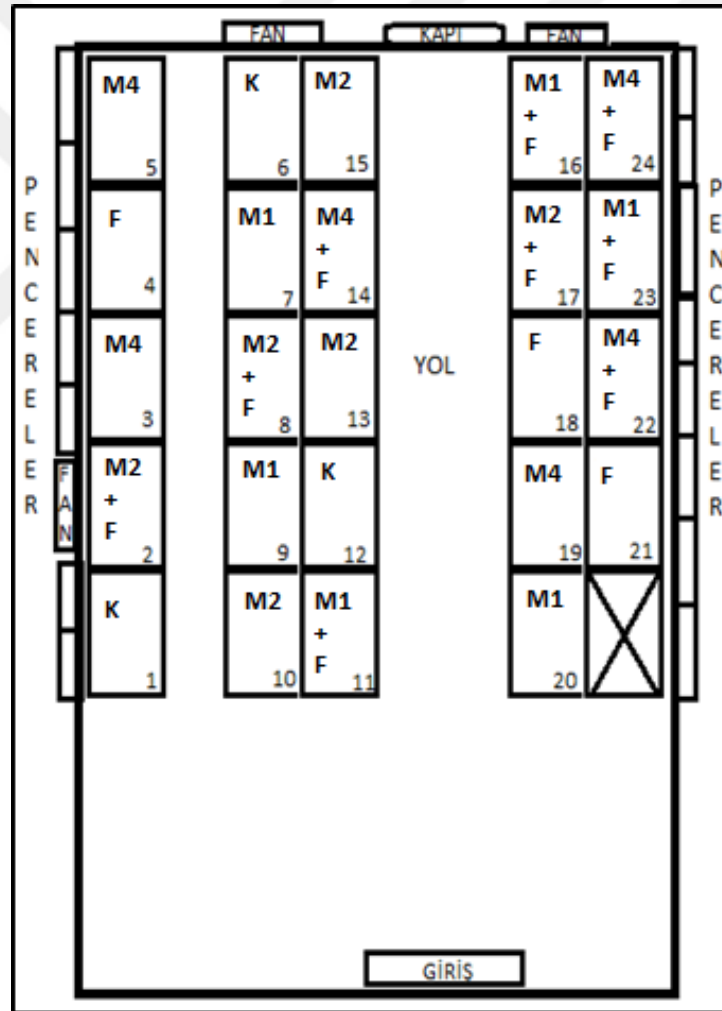 FAN KAPI FAN
M4
5
K
6
M2
15
M1
+
F
16
M4
+
F
24
F
4
M1
7
M4
+
F
14
M2
+
F
17
M1
+
F
23
M4
3
M2
+
F
8
M2
13
F
18
M4
+
F
22
M2
+
F
2
M1
9
K
12
M4
19
F
21
K
1
M2
10
M1
+
F
11
M1
20
YOL
P
E
N
C
E
R
E
L
E
R
F
A
N
P
E
N
C
E
R
E
L
E
R
GİRİŞ